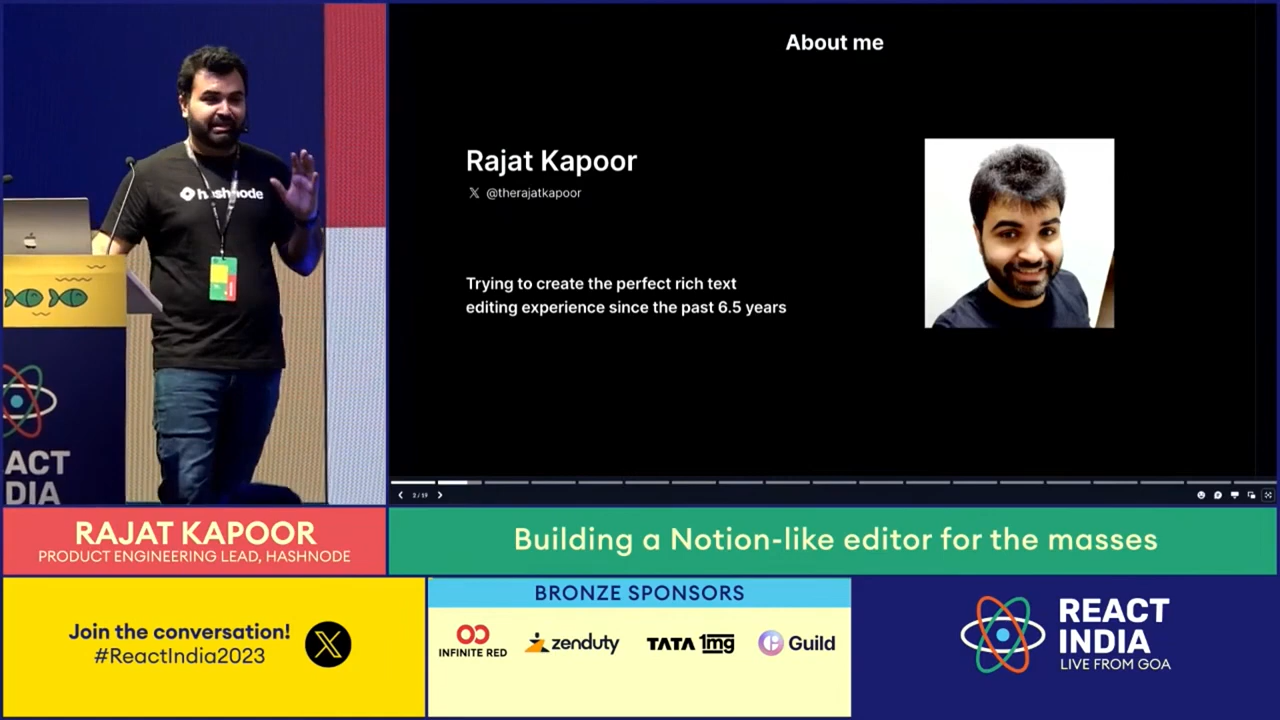 About me
Rajat Kapoor
@therajatkapoor
Trying to create the perfect rich text
editing experience since the past 6.5 years
hashnode
ACT
DIA
2 / 19
RAJAT KAPOOR
PRODUCT ENGINEERING LEAD, HASHNODE
Building a Notion-like editor for the masses
Join the conversation!
#ReactIndia2023
BRONZE SPONSORS
INFINITE RED
zenduty
TATA 1mg
Guild
REACT
INDIA
LIVE FROM GOA